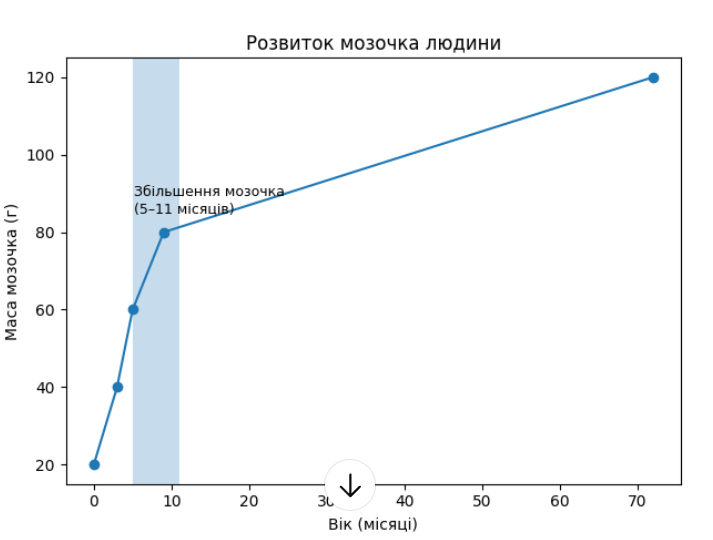 Розвиток мозочка людини
120
100
80
60
40
20
Маса мозочка (г)
Збільшення мозочка
(5–11 місяців)
0 10 20 40 50 60 70
Вік (місяці)